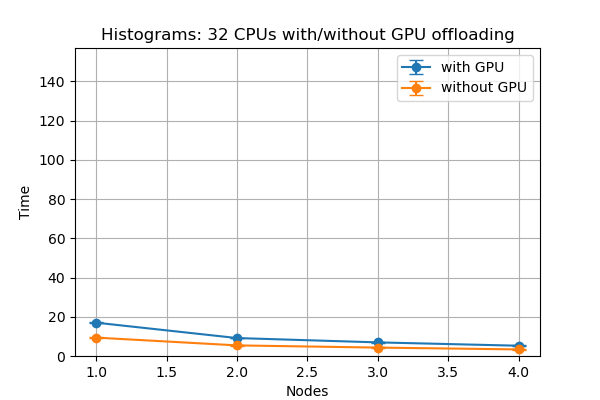 Histograms: 32 CPUs with/without GPU offloading
with GPU
without GPU
140
120
100
80
60
40
20
0
Time
1.0 1.5 2.0 2.5 3.0 3.5 4.0
Nodes